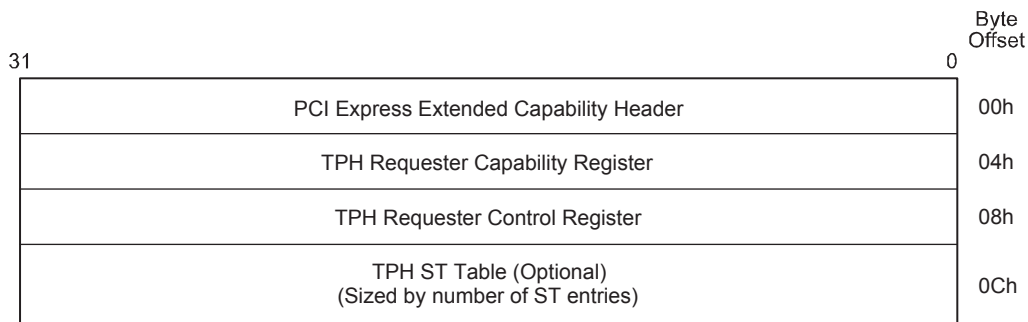 Byte
Offset
31 0
PCI Express Extended Capability Header 00h
TPH Requester Capability Register 04h
TPH Requester Control Register 08h
TPH ST Table (Optional)
(Sized by number of ST entries) 0Ch